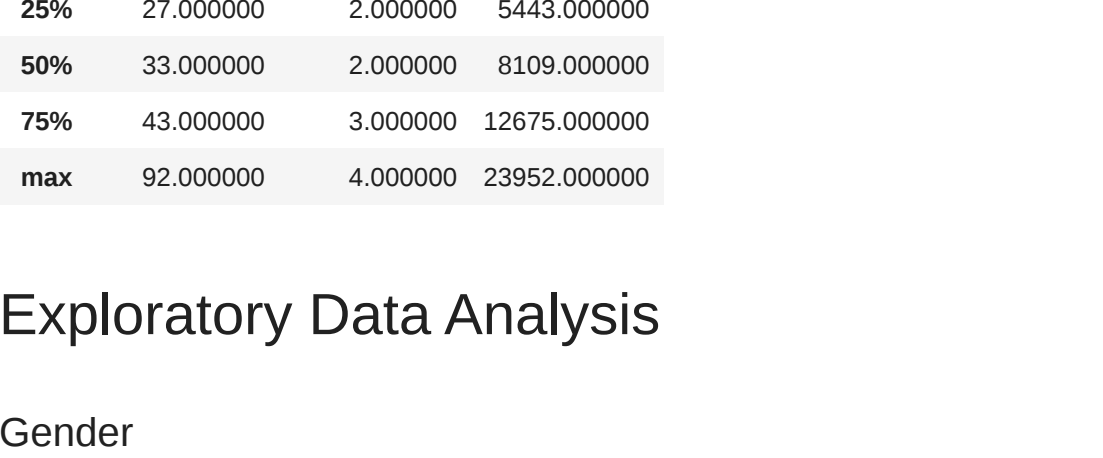 25% 27.000000 2.000000 5443.000000
50% 33.000000 2.000000 8109.000000
75% 43.000000 3.000000 12675.000000
max 92.000000 4.000000 23952.000000
Exploratory Data Analysis
Gender